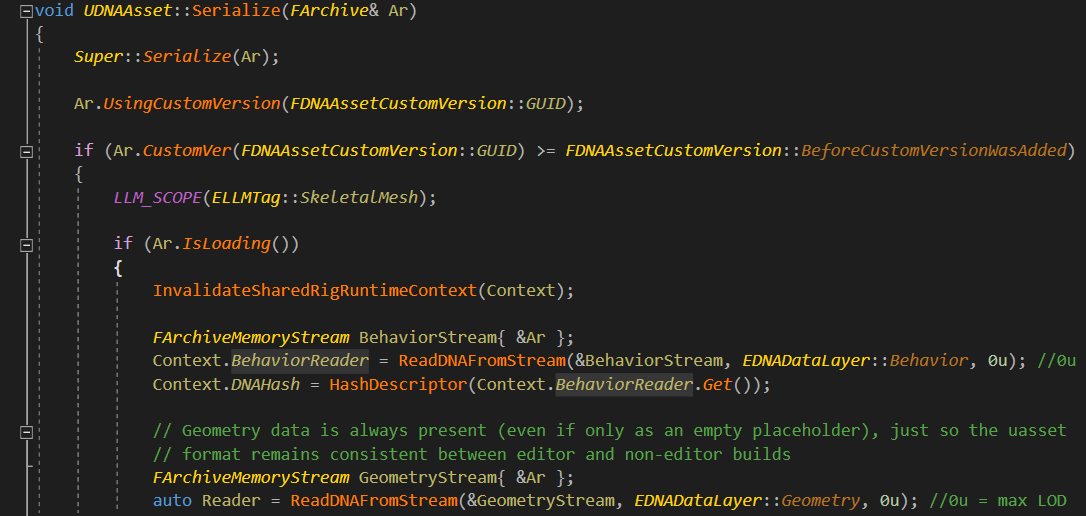 void UDNAAsset::Serialize(FArchive& Ar)
{
Super::Serialize(Ar);
Ar.UsingCustomVersion(FDNAAssetCustomVersion::GUID);
if (Ar.CustomVer(FDNAAssetCustomVersion::GUID) >= FDNAAssetCustomVersion::BeforeCustomVersionWasAdded)
{
LLM_SCOPE(ELLMTag::SkeletalMesh);
if (Ar.IsLoading())
{
InvalidateSharedRigRuntimeContext(Context);
FArchiveMemoryStream BehaviorStream{ &Ar };
Context.BehaviorReader = ReadDNAFromStream(&BehaviorStream, EDNADataLayer::Behavior, 0u); //0u
Context.DNAHash = HashDescriptor(Context.BehaviorReader.Get());
// Geometry data is always present (even if only as an empty placeholder), just so the uasset
// format remains consistent between editor and non-editor builds
FArchiveMemoryStream GeometryStream{ &Ar };
auto Reader = ReadDNAFromStream(&GeometryStream, EDNADataLayer::Geometry, 0u); //0u = max LOD